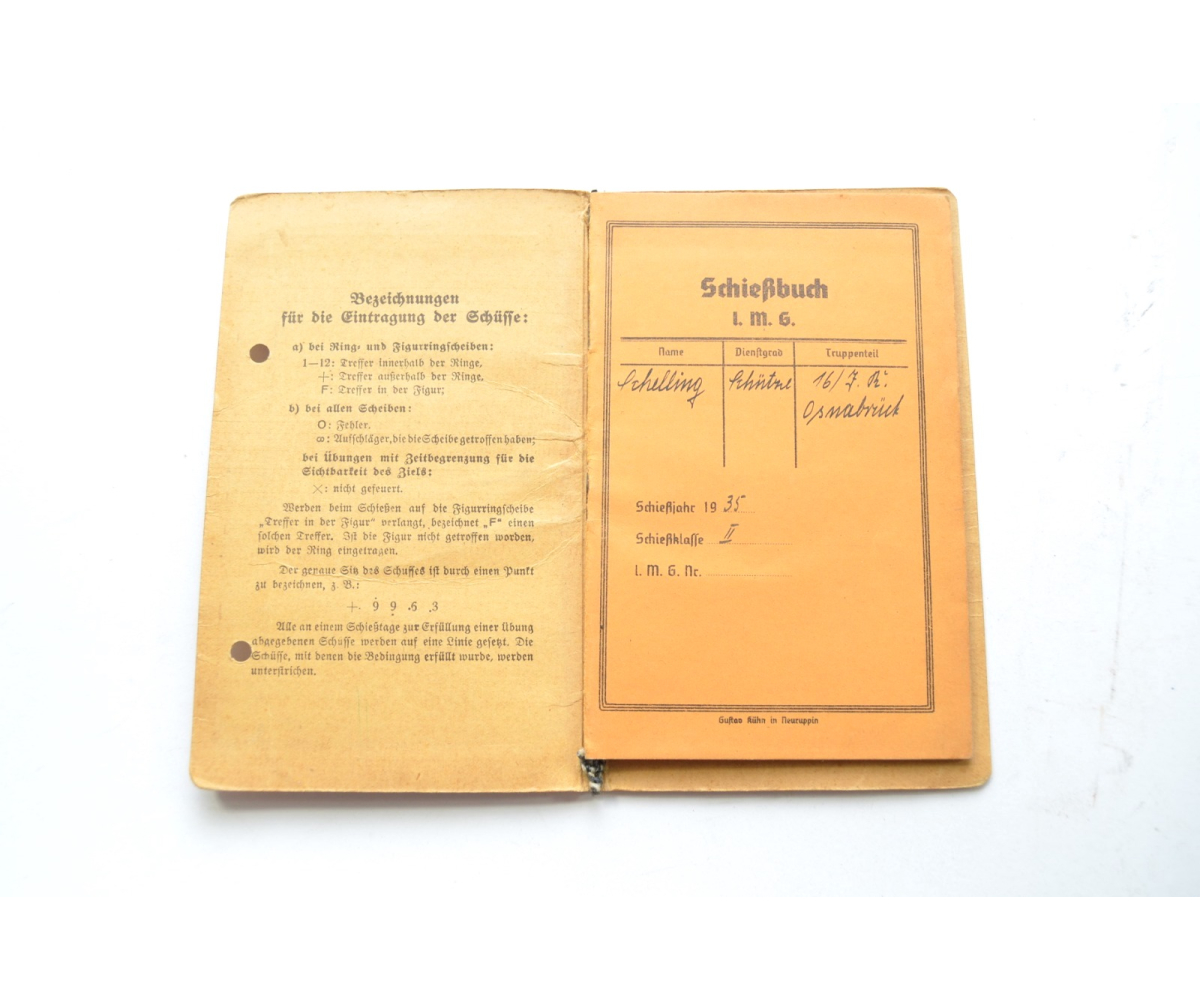 Bezeichnungen
für die Eintragung der Schüsse:
a) bei Ring- und Figurringscheiben:
1—12: Treffer innerhalb der Ringe,
+: Treffer außerhalb der Ringe,
F: Treffer in der Figur;
b) bei allen Scheiben:
O: Fehler.
∞: Aufschläger, die die Scheibe getroffen haben;
bei Übungen mit Zeitbegrenzung für die
Sichtbarkeit des Ziels:
×: nicht gefeuert.
Werden beim Schießen auf die Figurringscheibe
„Treffer in der Figur“ verlangt, bezeichnet „F“ einen
solchen Treffer. Ist die Figur nicht getroffen worden,
wird der Ring eingetragen.
Der genaue Sitz des Schusses ist durch einen Punkt
zu bezeichnen, z. B.:
+. 9 9 .6 .3
Alle an einem Schießtage zur Erfüllung einer Übung
abgegebenen Schüsse werden auf eine Linie gesetzt. Die
Schüsse, mit denen die Bedingung erfüllt wurde, werden
unterstrichen.
Schießbuch
l. M. G.
Name Dienstgrad Truppenteil
Schelling Schütze 16/J. R.
Osnabrück
Schießjahr 19 35
Schießklasse II
l. M. G. Nr.
Gustav Kühn in Neuruppin